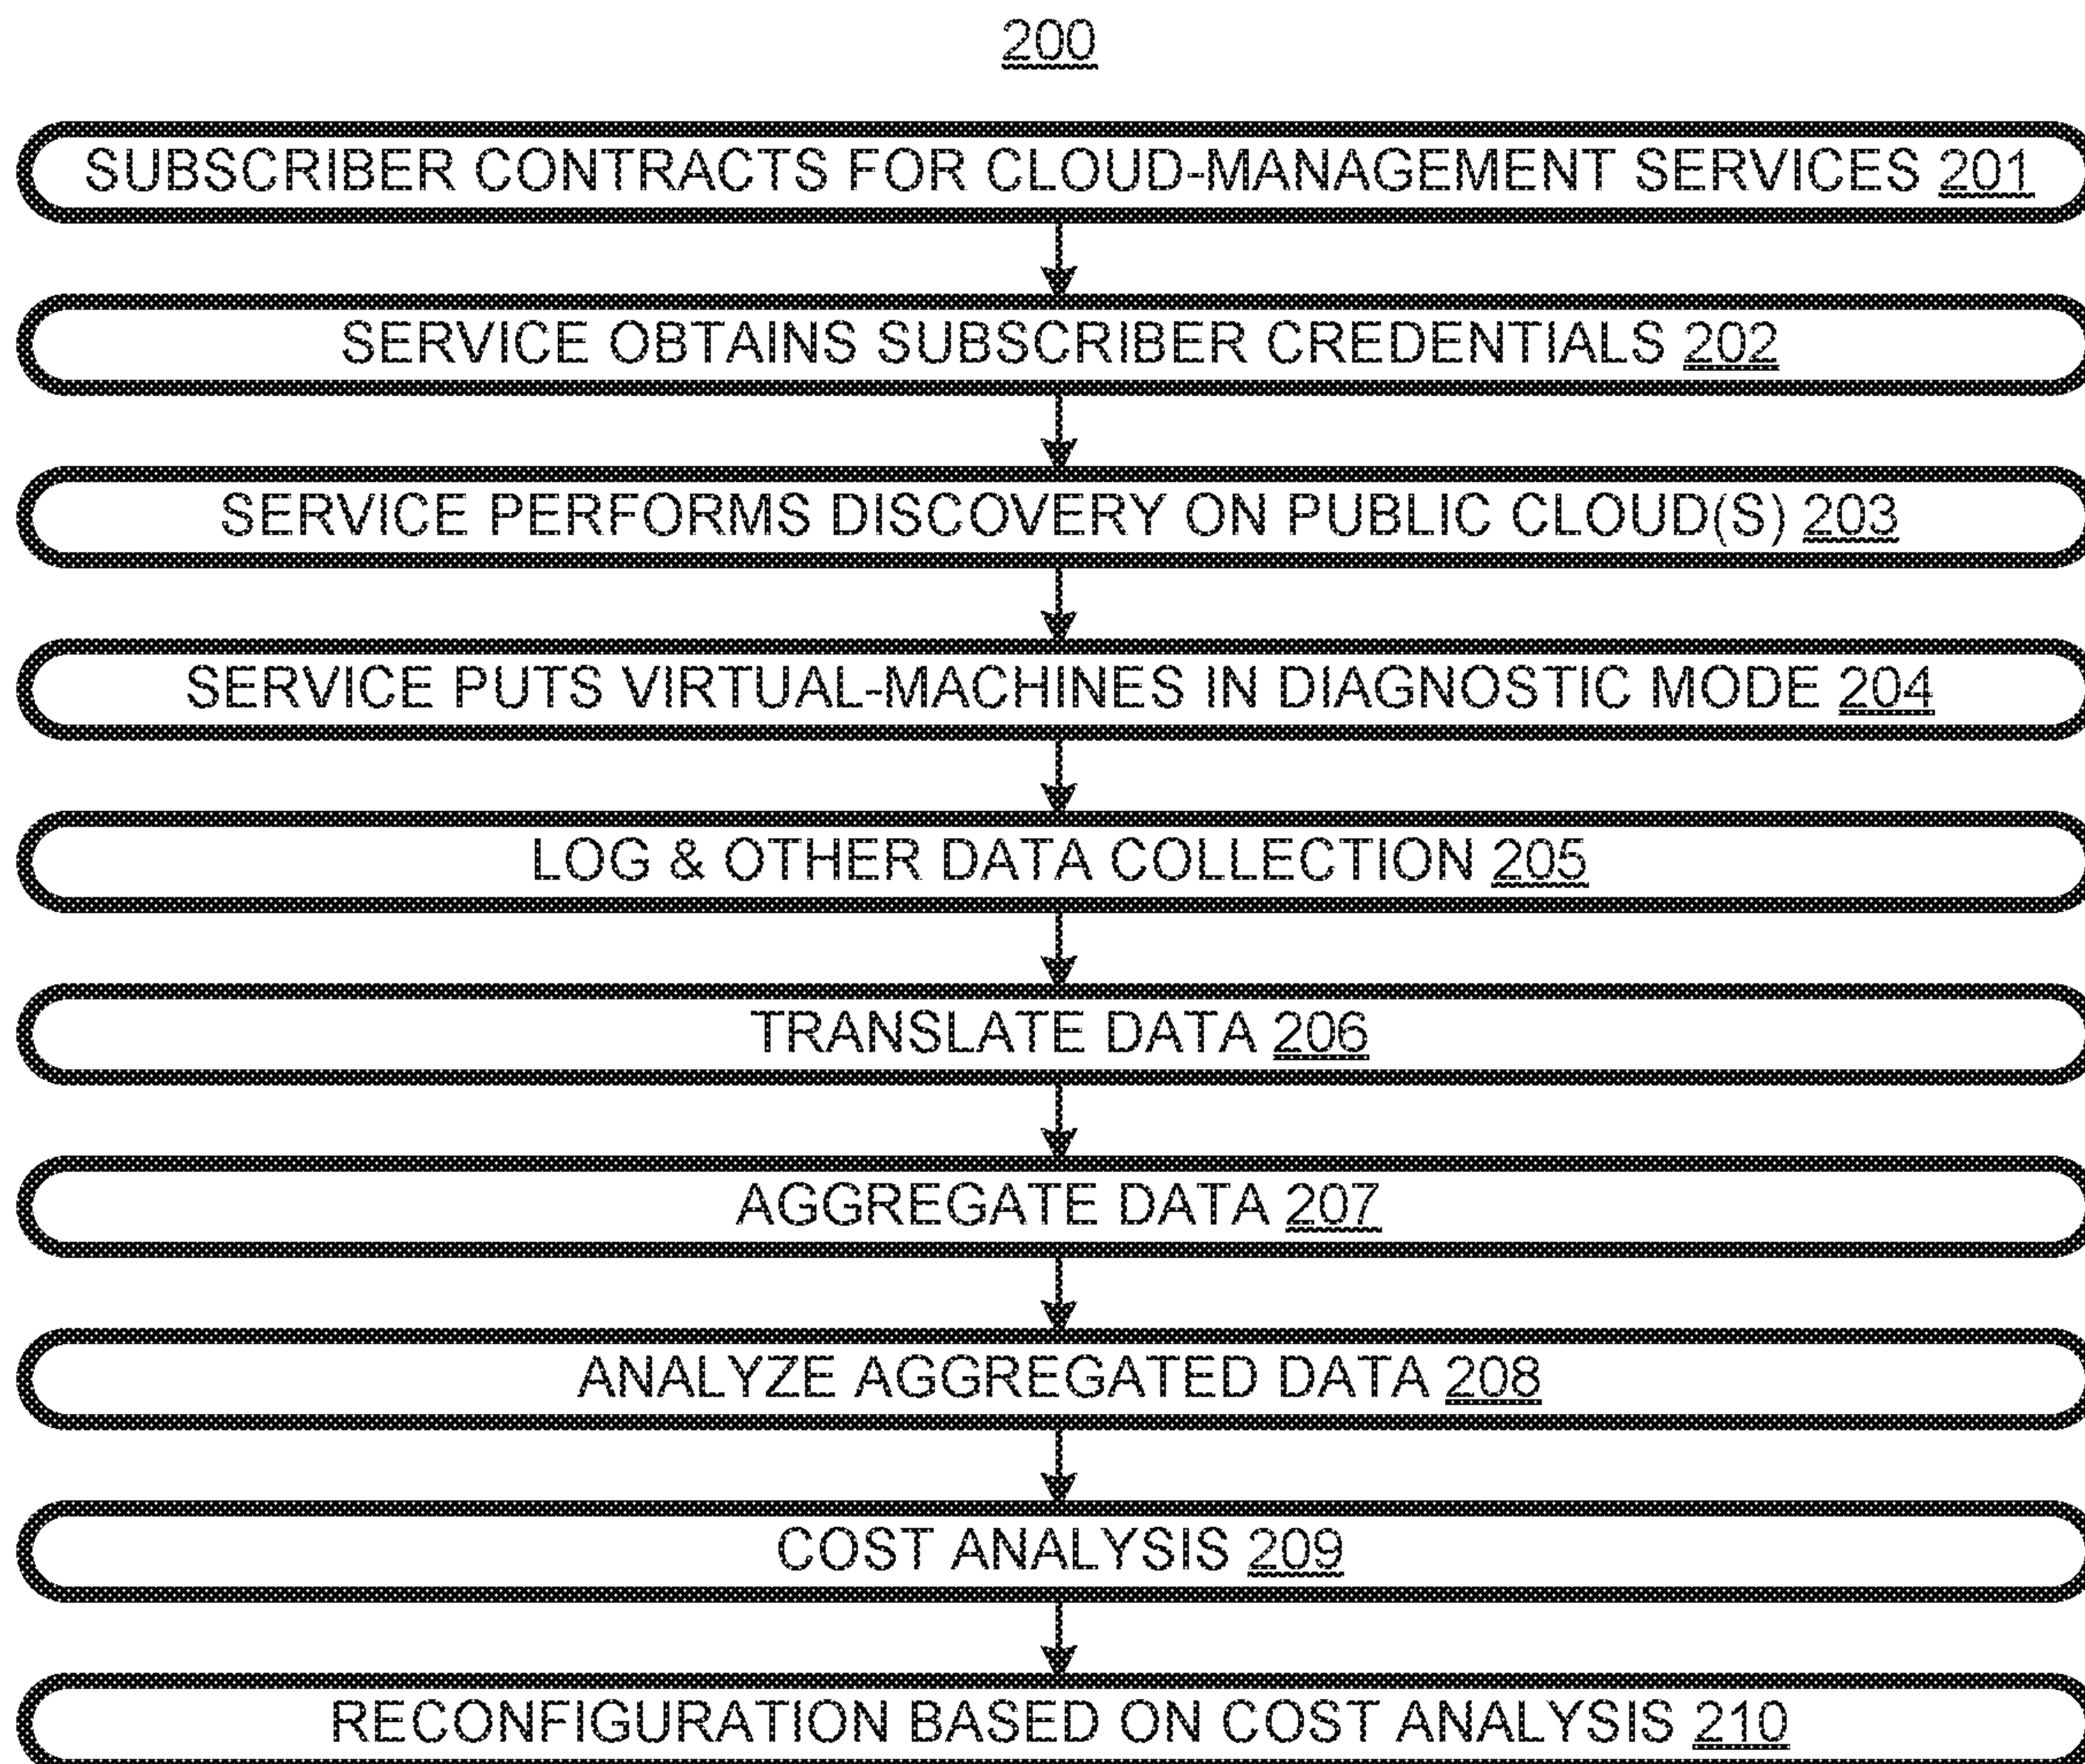 200
SUBSCRIBER CONTRACTS FOR CLOUD-MANAGEMENT SERVICES 201
SERVICE OBTAINS SUBSCRIBER CREDENTIALS 202
SERVICE PERFORMS DISCOVERY ON PUBLIC CLOUD(S) 203
SERVICE PUTS VIRTUAL-MACHINES IN DIAGNOSTIC MODE 204
LOG & OTHER DATA COLLECTION 205
TRANSLATE DATA 206
AGGREGATE DATA 207
ANALYZE AGGREGATED DATA 208
COST ANALYSIS 209
RECONFIGURATION BASED ON COST ANALYSIS 210